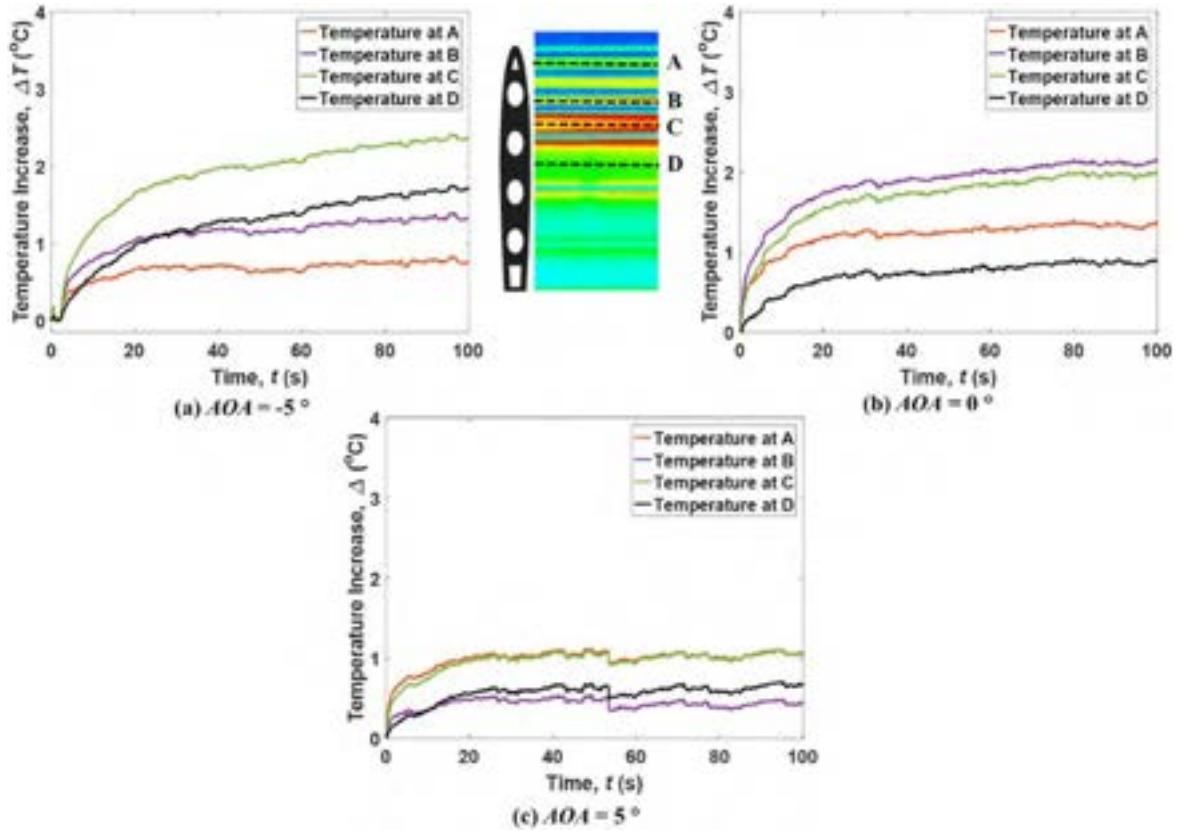 Temperature Increase, ΔT (°C)
4
3
2
1
0
Temperature at A
Temperature at B
Temperature at C
Temperature at D
0 20 40 60 80 100
Time, t (s)
(a) AOA = -5 °
A
B
C
D
Temperature Increase, ΔT (°C)
4
3
2
1
0
Temperature at A
Temperature at B
Temperature at C
Temperature at D
0 20 40 60 80 100
Time, t (s)
(b) AOA = 0 °
Temperature Increase, Δ (°C)
4
3
2
1
0
Temperature at A
Temperature at B
Temperature at C
Temperature at D
0 20 40 60 80 100
Time, t (s)
(c) AOA = 5 °